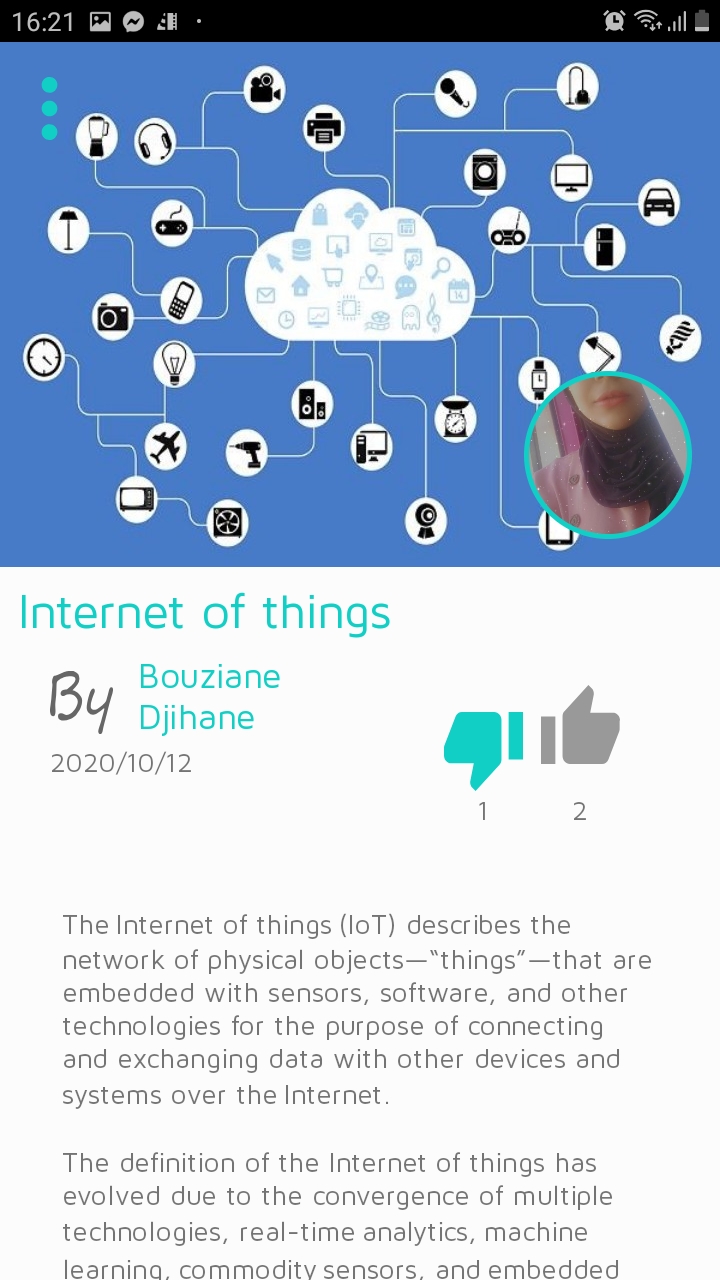 16:21
14
Internet of things
By Bouziane
Djihane
2020/10/12
1 2
The Internet of things (IoT) describes the
network of physical objects—“things”—that are
embedded with sensors, software, and other
technologies for the purpose of connecting
and exchanging data with other devices and
systems over the Internet.
The definition of the Internet of things has
evolved due to the convergence of multiple
technologies, real-time analytics, machine
learning, commodity sensors, and embedded